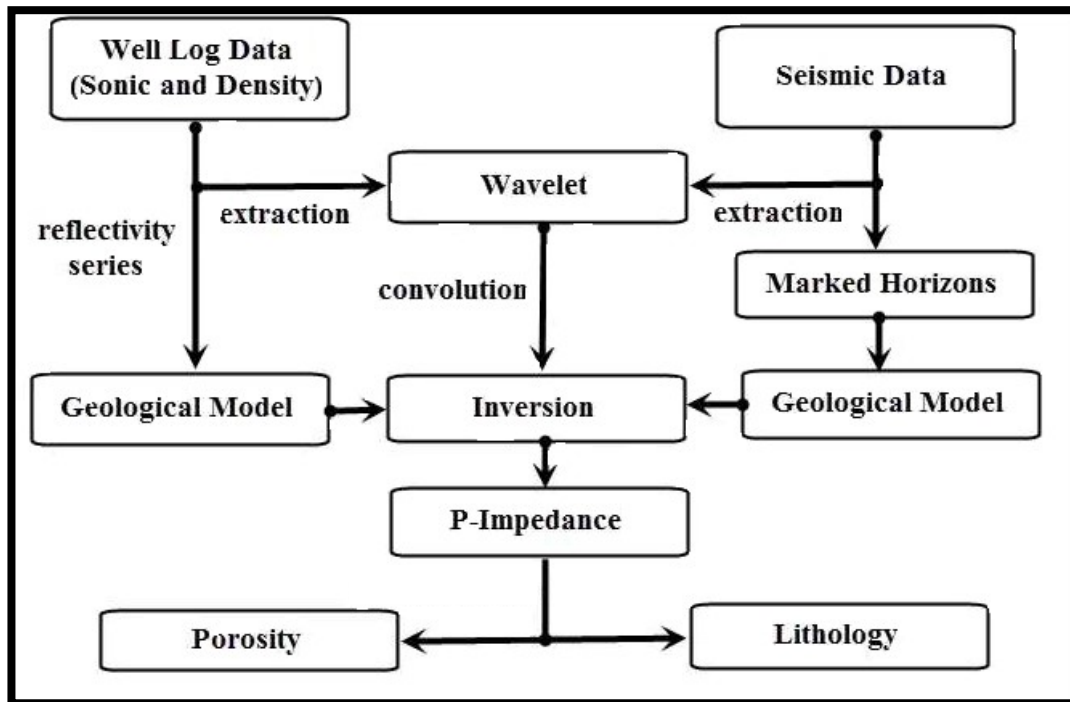 Well Log Data
(Sonic and Density)
Seismic Data
Wavelet
extraction
extraction
reflectivity
series
convolution
Marked Horizons
Geological Model
Inversion
Geological Model
P-Impedance
Porosity
Lithology